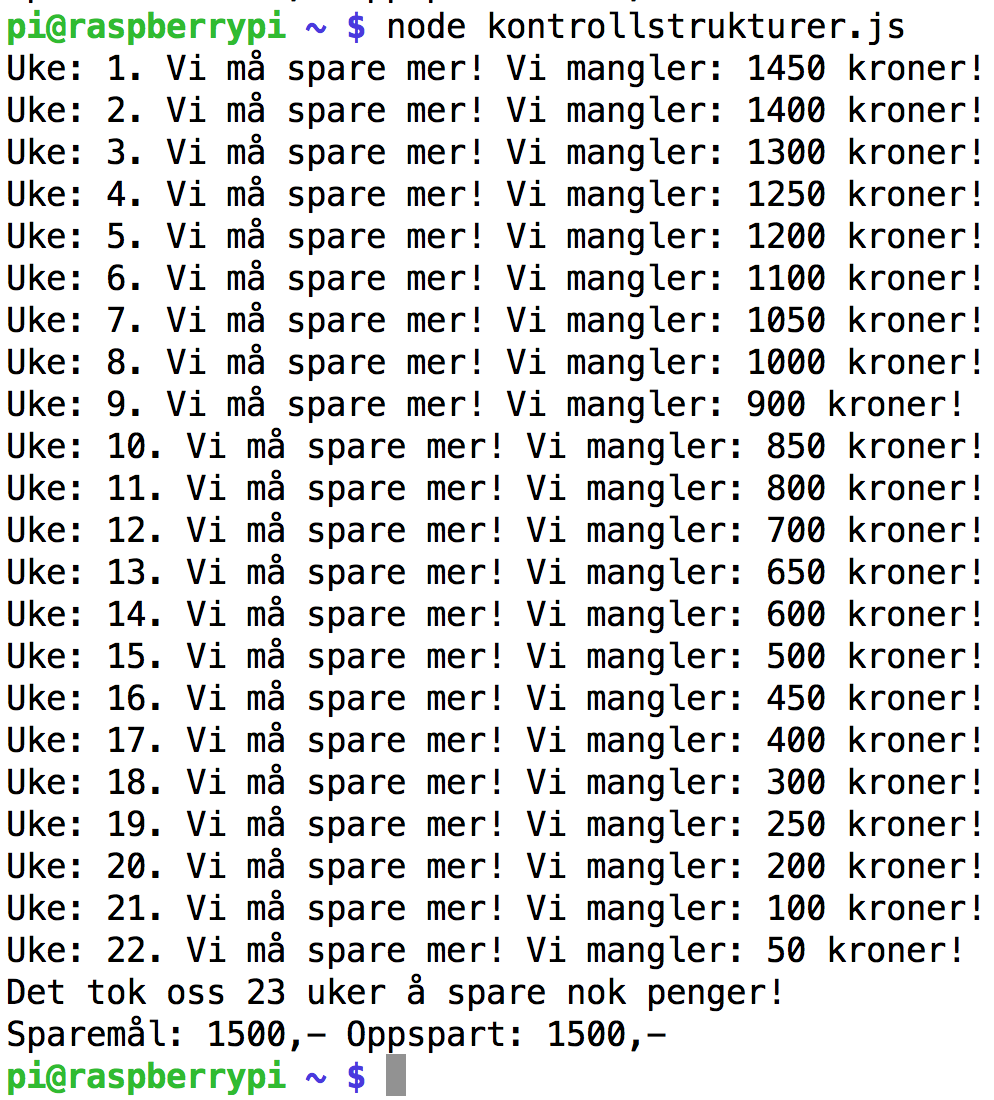 pi@raspberrypi ~ $ node kontrollstrukturer.js
Uke: 1. Vi må spare mer! Vi mangler: 1450 kroner!
Uke: 2. Vi må spare mer! Vi mangler: 1400 kroner!
Uke: 3. Vi må spare mer! Vi mangler: 1300 kroner!
Uke: 4. Vi må spare mer! Vi mangler: 1250 kroner!
Uke: 5. Vi må spare mer! Vi mangler: 1200 kroner!
Uke: 6. Vi må spare mer! Vi mangler: 1100 kroner!
Uke: 7. Vi må spare mer! Vi mangler: 1050 kroner!
Uke: 8. Vi må spare mer! Vi mangler: 1000 kroner!
Uke: 9. Vi må spare mer! Vi mangler: 900 kroner!
Uke: 10. Vi må spare mer! Vi mangler: 850 kroner!
Uke: 11. Vi må spare mer! Vi mangler: 800 kroner!
Uke: 12. Vi må spare mer! Vi mangler: 700 kroner!
Uke: 13. Vi må spare mer! Vi mangler: 650 kroner!
Uke: 14. Vi må spare mer! Vi mangler: 600 kroner!
Uke: 15. Vi må spare mer! Vi mangler: 500 kroner!
Uke: 16. Vi må spare mer! Vi mangler: 450 kroner!
Uke: 17. Vi må spare mer! Vi mangler: 400 kroner!
Uke: 18. Vi må spare mer! Vi mangler: 300 kroner!
Uke: 19. Vi må spare mer! Vi mangler: 250 kroner!
Uke: 20. Vi må spare mer! Vi mangler: 200 kroner!
Uke: 21. Vi må spare mer! Vi mangler: 100 kroner!
Uke: 22. Vi må spare mer! Vi mangler: 50 kroner!
Det tok oss 23 uker å spare nok penger!
Sparemål: 1500,- Oppspart: 1500,-
pi@raspberrypi ~ $